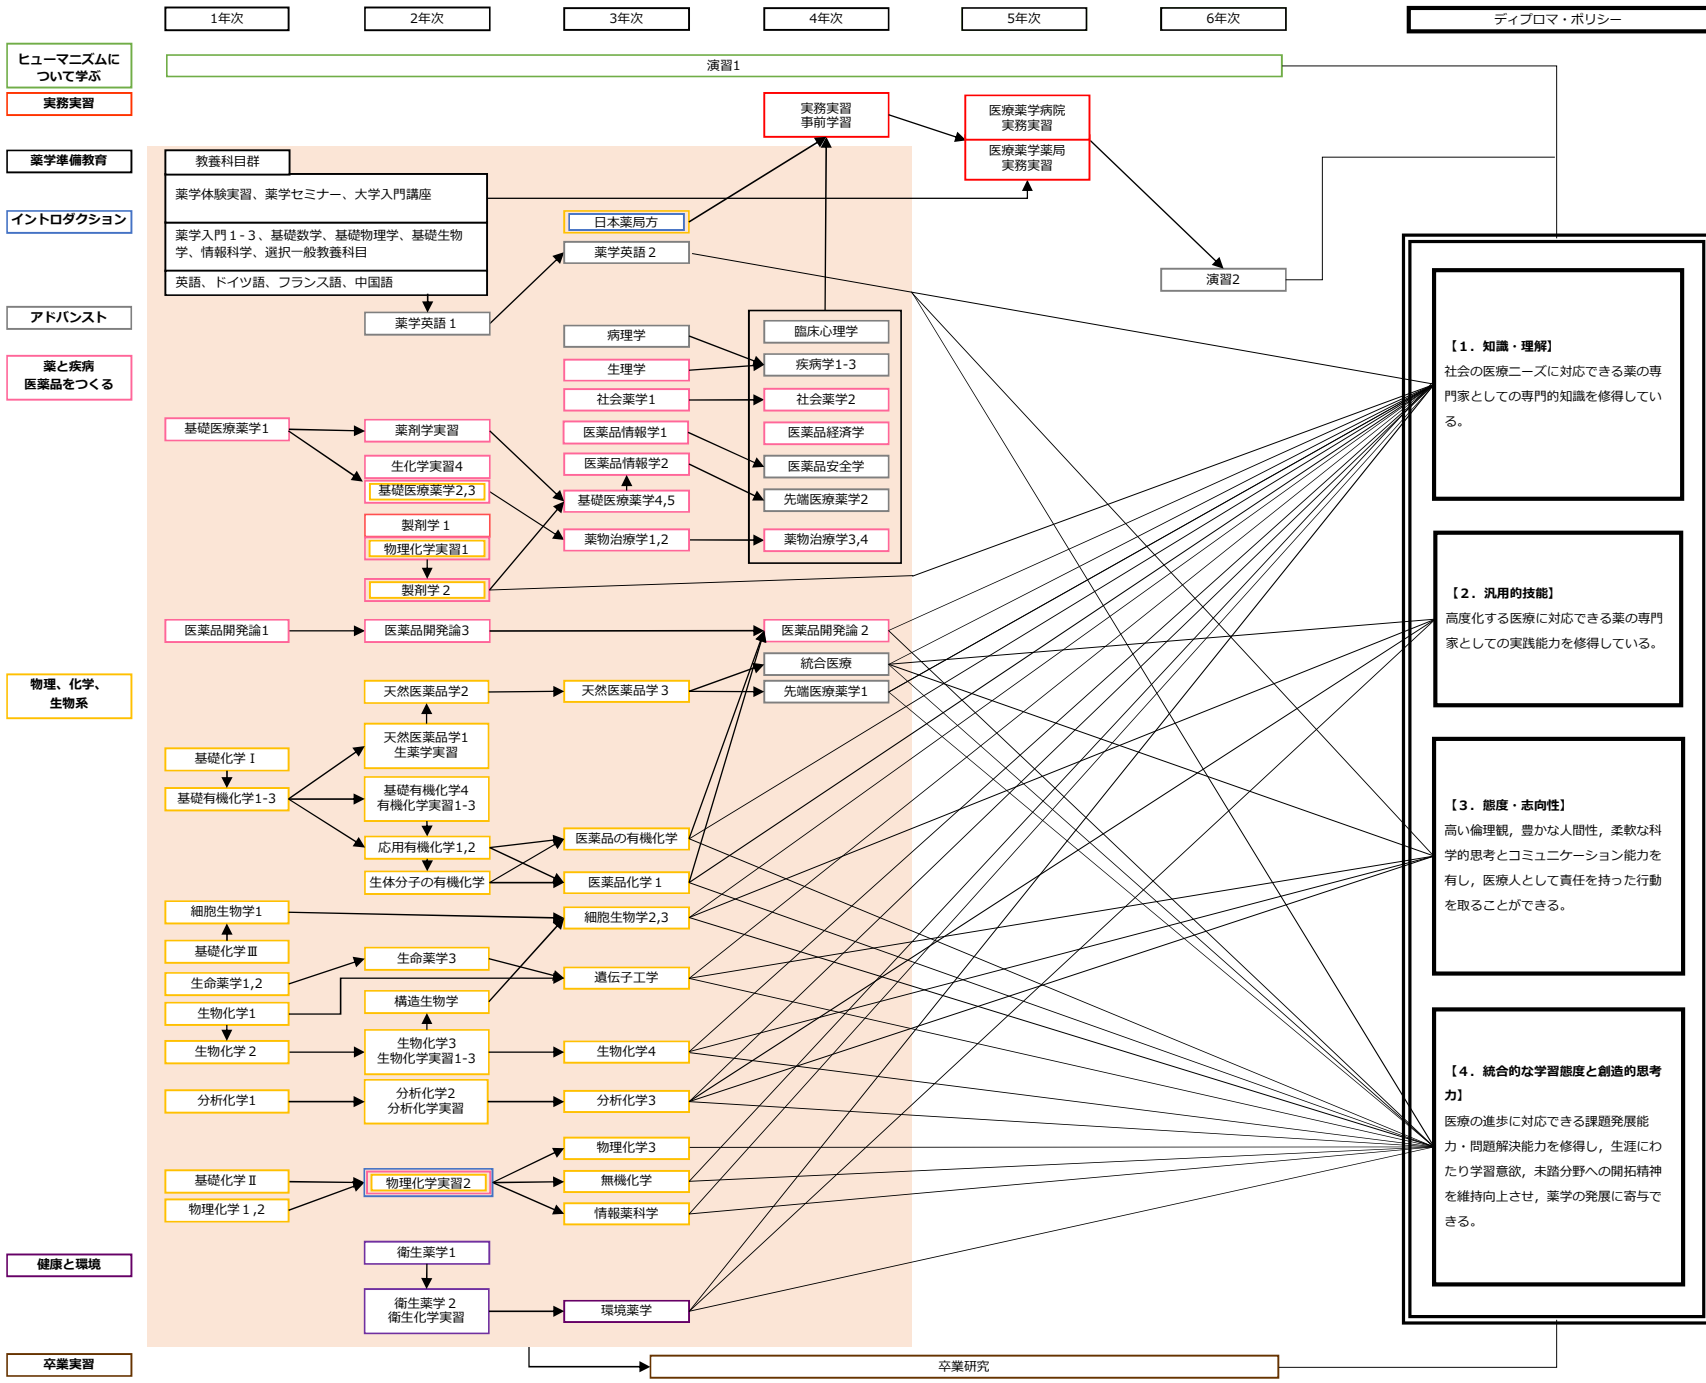 1年次
2年次
3年次
4年次
5年次
6年次
ディプロマ・ポリシー
ヒューマニズムに
ついて学ぶ
演習1
実務実習
実務実習
事前学習
医療薬学病院
実務実習
医療薬学薬局
実務実習
薬学準備教育
教養科目群
薬学体験実習、薬学セミナー、大学入門講座
薬学入門１-３、基礎数学、基礎物理学、基礎生物
学、情報科学、選択一般教養科目
英語、ドイツ語、フランス語、中国語
イントロダクション
日本薬局方
薬学英語２
演習2
アドバンスト
薬学英語１
病理学
臨床心理学
薬と疾病
医薬品をつくる
生理学
疾病学1-3
社会薬学1
社会薬学2
基礎医療薬学1
薬剤学実習
医薬品情報学1
医薬品経済学
生化学実習4
医薬品情報学2
医薬品安全学
基礎医療薬学2,3
基礎医療薬学4,5
先端医療薬学2
製剤学１
物理化学実習1
薬物治療学1,2
薬物治療学3,4
製剤学２
医薬品開発論1
医薬品開発論3
医薬品開発論２
統合医療
物理、化学、
生物系
天然医薬品学2
天然医薬品学３
先端医療薬学1
天然医薬品学1
生薬学実習
基礎化学Ⅰ
基礎有機化学1-3
基礎有機化学4
有機化学実習1-3
応用有機化学1,2
医薬品の有機化学
生体分子の有機化学
医薬品化学１
細胞生物学1
細胞生物学2,3
基礎化学Ⅲ
生命薬学3
生命薬学1,2
遺伝子工学
生物化学1
構造生物学
生物化学２
生物化学3
生物化学実習1-3
生物化学4
分析化学1
分析化学2
分析化学実習
分析化学3
物理化学3
基礎化学Ⅱ
物理化学実習2
無機化学
物理化学１,２
情報薬科学
健康と環境
衛生薬学1
衛生薬学２
衛生化学実習
環境薬学
卒業実習
卒業研究
【１．知識・理解】
社会の医療ニーズに対応できる薬の専
門家としての専門的知識を修得してい
る。
【２．汎用的技能】
高度化する医療に対応できる薬の専門
家としての実践能力を修得している。
【３．態度・志向性】
高い倫理観，豊かな人間性，柔軟な科
学的思考とコミュニケーション能力を
有し，医療人として責任を持った行動
を取ることができる。
【４．統合的な学習態度と創造的思考
力】
医療の進歩に対応できる課題発展能
力・問題解決能力を修得し，生涯にわ
たり学習意欲，未踏分野への開拓精神
を維持向上させ，薬学の発展に寄与で
きる。